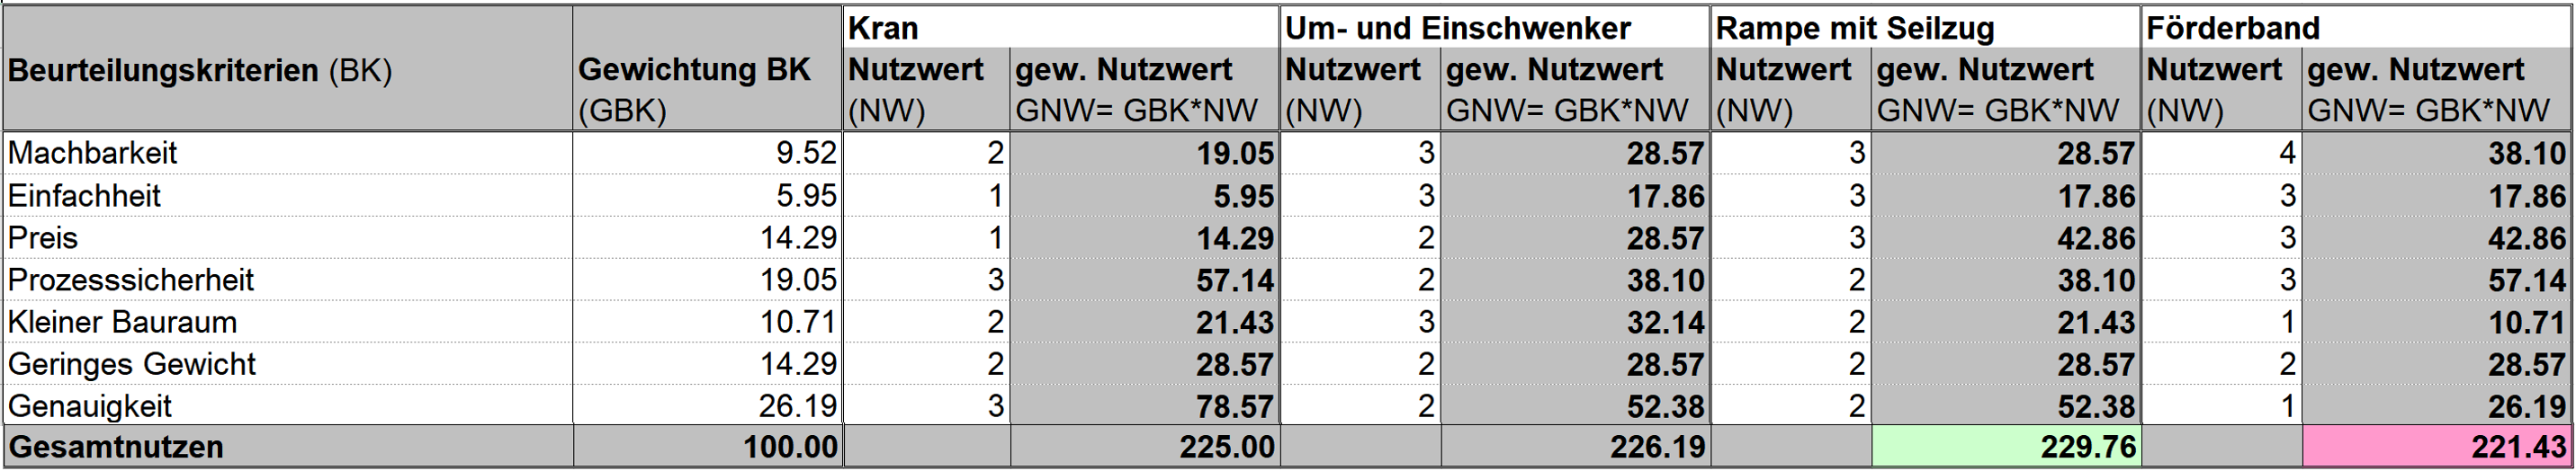 Kran Um- und Einschwenker Rampe mit Seilzug Förderband
Beurteilungskriterien (BK) Gewichtung BK Nutzwert gew. Nutzwert Nutzwert gew. Nutzwert Nutzwert gew. Nutzwert Nutzwert gew. Nutzwert
(GBK) (NW) GNW= GBK*NW (NW) GNW= GBK*NW (NW) GNW= GBK*NW (NW) GNW= GBK*NW
Machbarkeit 9.52 2 19.05 3 28.57 3 28.57 4 38.10
Einfachheit 5.95 1 5.95 3 17.86 3 17.86 3 17.86
Preis 14.29 1 14.29 2 28.57 3 42.86 3 42.86
Prozesssicherheit 19.05 3 57.14 2 38.10 2 38.10 3 57.14
Kleiner Bauraum 10.71 2 21.43 3 32.14 2 21.43 1 10.71
Geringes Gewicht 14.29 2 28.57 2 28.57 2 28.57 2 28.57
Genauigkeit 26.19 3 78.57 2 52.38 2 52.38 1 26.19
Gesamtnutzen 100.00 225.00 226.19 229.76 221.43